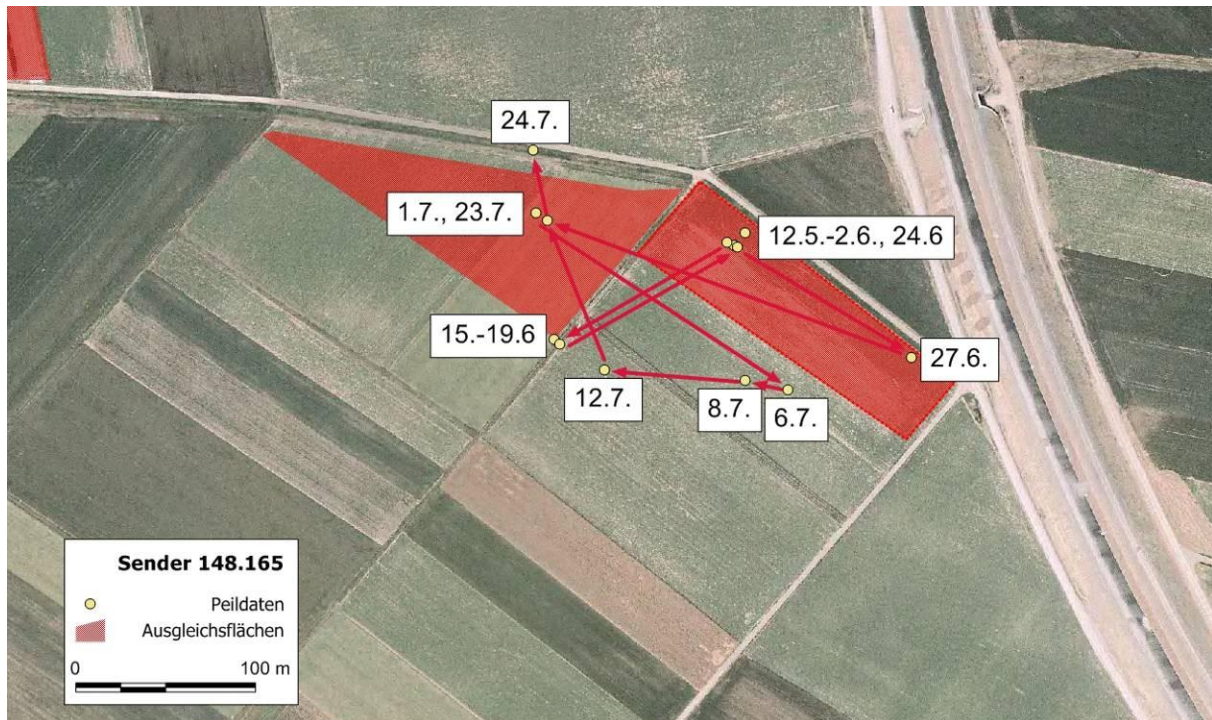 24.7.
1.7., 23.7.
12.5.-2.6., 24.6
15.-19.6
27.6.
12.7.
8.7.
6.7.
Sender 148.165
Peildaten
Ausgleichsflächen
0 100 m